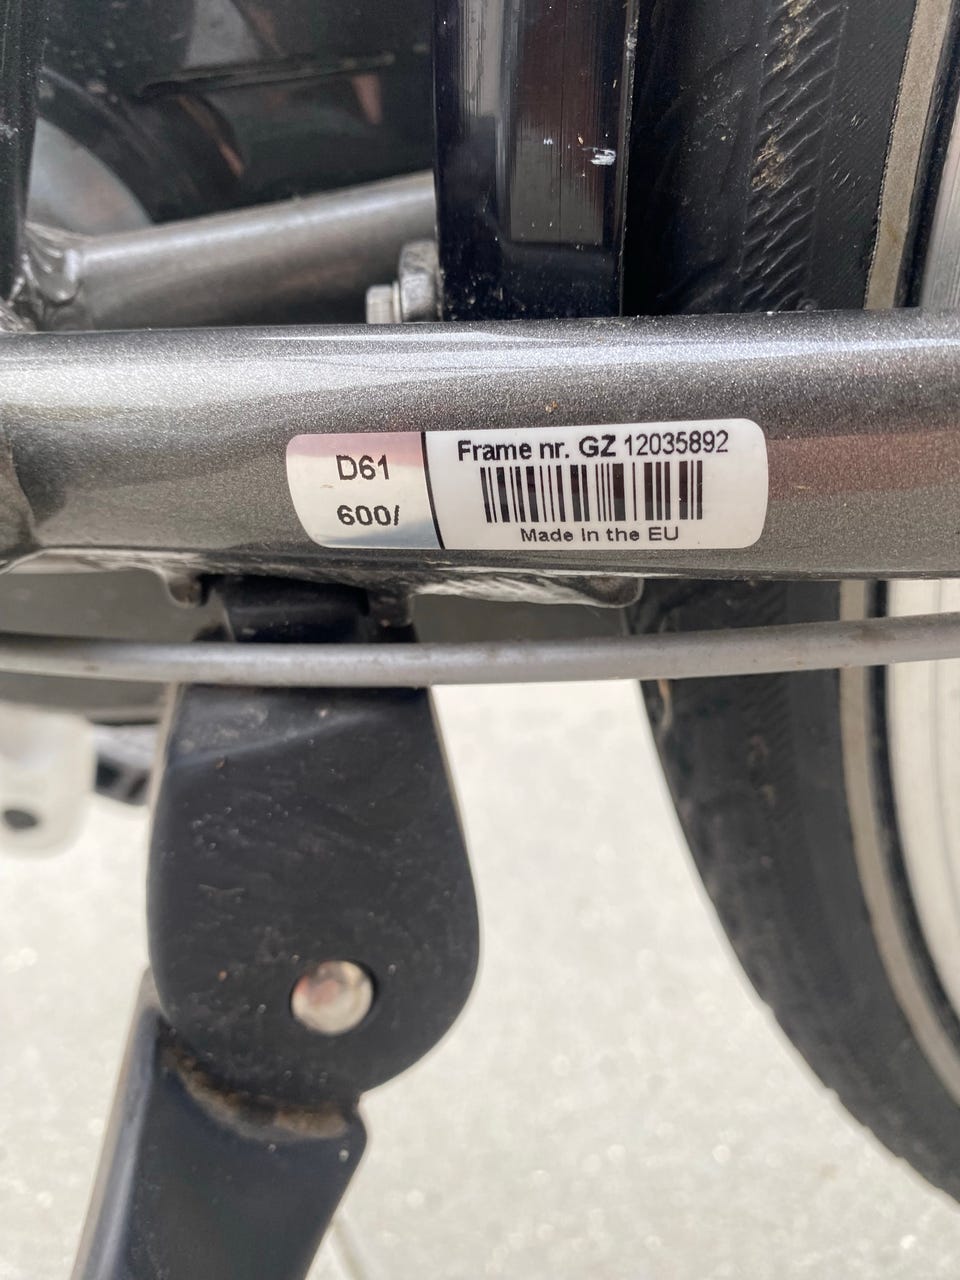 D61
600/
Frame nr. GZ 12035892
Made in the EU